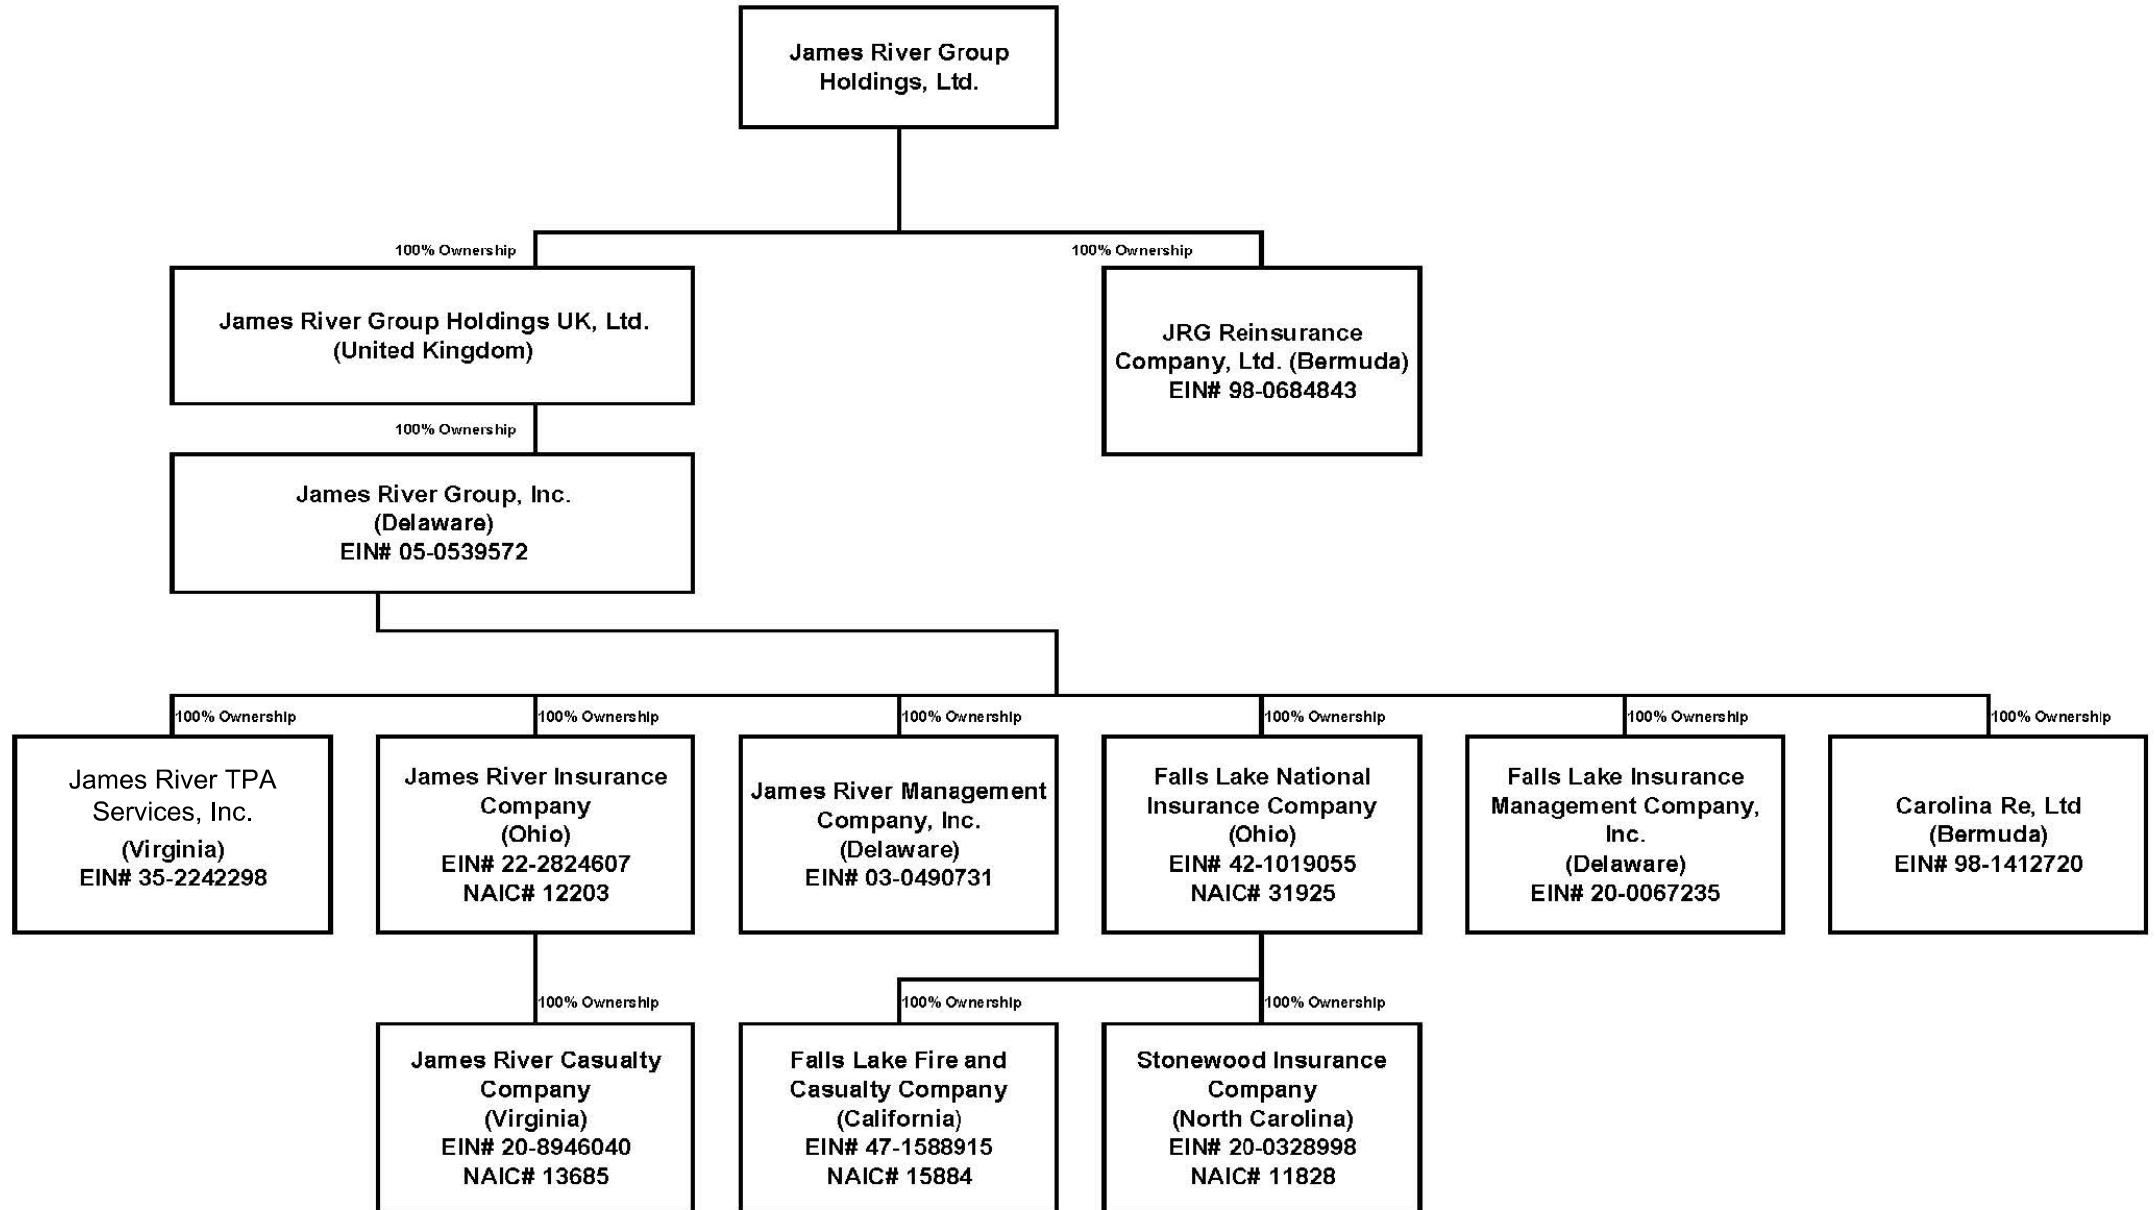 James River Group
Holdings, Ltd.
100% Ownership
100% Ownership
James River Group Holdings UK, Ltd.
(United Kingdom)
JRG Reinsurance
Company, Ltd. (Bermuda)
EIN# 98-0684843
100% Ownership
James River Group, Inc.
(Delaware)
EIN# 05-0539572
100% Ownership
100% Ownership
100% Ownership
100% Ownership
100% Ownership
100% Ownership
James River TPA
Services, Inc.
(Virginia)
EIN# 35-2242298
James River Insurance
Company
(Ohio)
EIN# 22-2824607
NAIC# 12203
James River Management
Company, Inc.
(Delaware)
EIN# 03-0490731
Falls Lake National
Insurance Company
(Ohio)
EIN# 42-1019055
NAIC# 31925
Falls Lake Insurance
Management Company,
Inc.
(Delaware)
EIN# 20-0067235
Carolina Re, Ltd
(Bermuda)
EIN# 98-1412720
100% Ownership
100% Ownership
100% Ownership
James River Casualty
Company
(Virginia)
EIN# 20-8946040
NAIC# 13685
Falls Lake Fire and
Casualty Company
(California)
EIN# 47-1588915
NAIC# 15884
Stonewood Insurance
Company
(North Carolina)
EIN# 20-0328998
NAIC# 11828